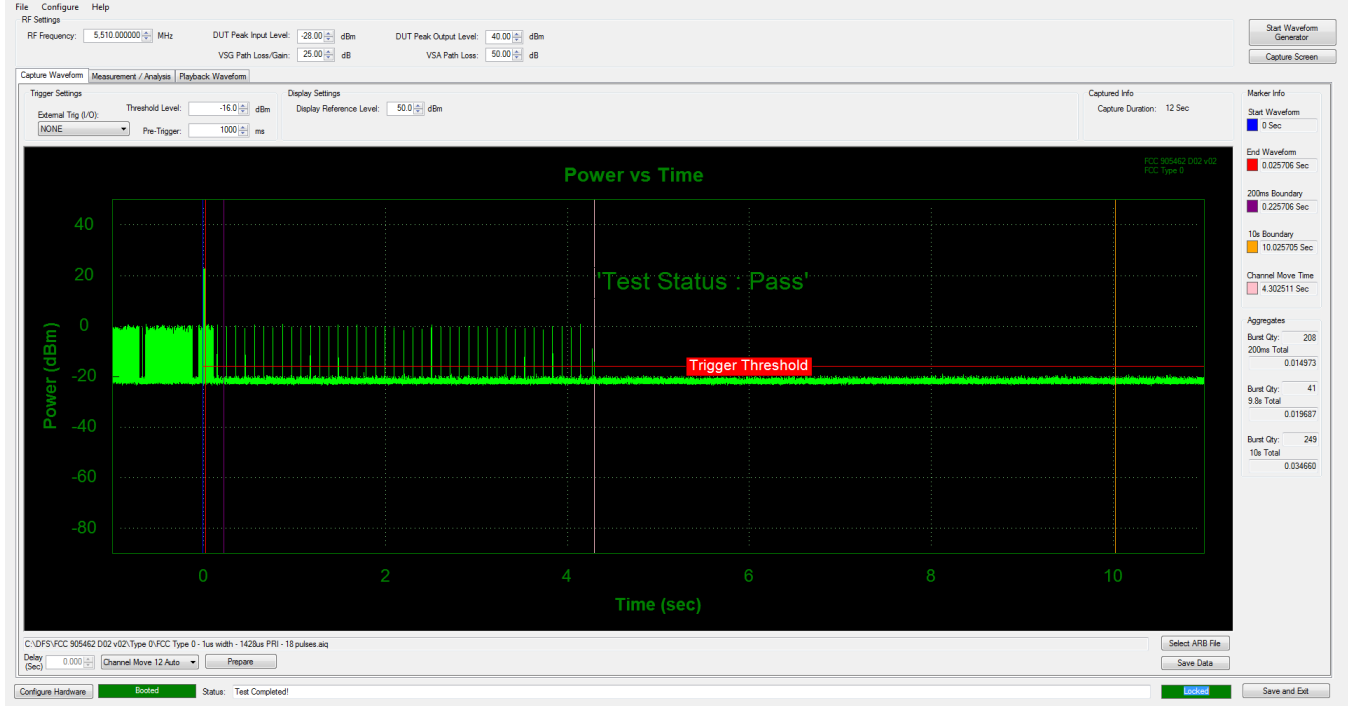 File Configure Help
RF Settings
RF Frequency: 5,510.000000 MHz DUT Peak Input Level: -28.00 dBm DUT Peak Output Level: 40.00 dBm
VSG Path Loss/Gain: 25.00 dB VSA Path Loss: 50.00 dB
Start Waveform Generator
Capture Screen
Capture Waveform Measurement / Analysis Playback Waveform
Trigger Settings
External Trig (I/O):
NONE
Threshold Level: -16.0 dBm
Pre-Trigger: 1000 ms
Display Settings
Display Reference Level: 50.0 dBm
Captured Info
Capture Duration: 12 Sec
Marker Info
Start Waveform
0 Sec
End Waveform
0.025706 Sec
200ms Boundary
0.225706 Sec
10s Boundary
10.025705 Sec
Channel Move Time
4.302511 Sec
Aggregates
Burst Qty: 208
200ms Total
0.014973
Burst Qty: 41
9.8s Total
0.019687
Burst Qty: 249
10s Total
0.034660
Power vs Time
FCC 905462 D02 v02
FCC Type 0
'Test Status : Pass'
Trigger Threshold
Power (dBm)
40
20
0
-20
-40
-60
-80
0 2 4 6 8 10
Time (sec)
C:\DFS\FCC 905462 D02 v02\Type 0\FCC Type 0 - 1us width - 1428us PRI - 18 pulses.aiq
Select ARB File
Delay (Sec) 0.000 Channel Move 12 Auto Prepare
Save Data
Configure Hardware Booted Status: Test Completed! Locked Save and Exit